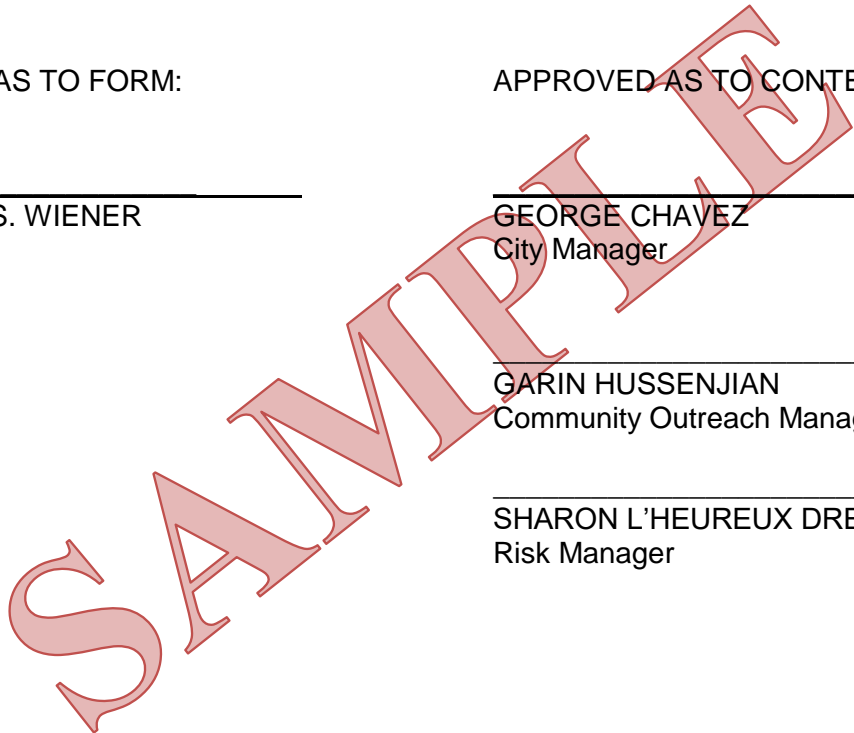 AS TO FORM:
S. WIENER
APPROVED AS TO CONTE
GEORGE CHAVEZ
City Manager
GARIN HUSSENJIAN
Community Outreach Manag
SHARON L'HEUREUX DRE
Risk Manager
SAMPLE